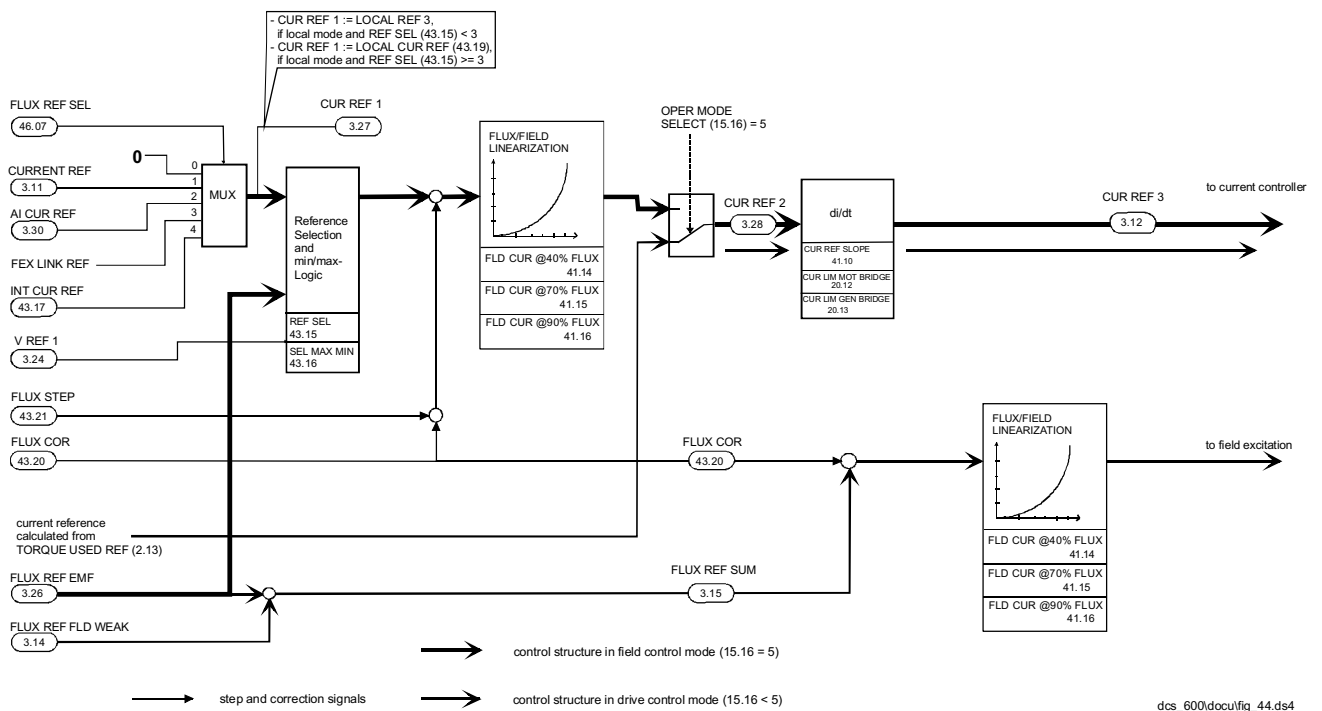 - CUR REF 1 := LOCAL REF 3,
if local mode and REF SEL (43.15) < 3
- CUR REF 1 := LOCAL CUR REF (43.19),
if local mode and REF SEL (43.15) >= 3
FLUX REF SEL
46.07
CUR REF 1
3.27
0
CURRENT REF
3.11
AI CUR REF
3.30
FEX LINK REF
INT CUR REF
43.17
V REF 1
3.24
0
1
2
3
4
MUX
Reference
Selection
and
min/max-
Logic
REF SEL
43.15
SEL MAX MIN
43.16
FLUX/FIELD
LINEARIZATION
FLD CUR @40% FLUX
41.14
FLD CUR @70% FLUX
41.15
FLD CUR @90% FLUX
41.16
OPER MODE
SELECT (15.16) = 5
CUR REF 2
3.28
di/dt
CUR REF SLOPE
41.10
CUR LIM MOT BRIDGE
20.12
CUR LIM GEN BRIDGE
20.13
CUR REF 3
3.12
to current controller
FLUX STEP
43.21
FLUX COR
43.20
FLUX COR
43.20
FLUX/FIELD
LINEARIZATION
FLD CUR @40% FLUX
41.14
FLD CUR @70% FLUX
41.15
FLD CUR @90% FLUX
41.16
to field excitation
current reference
calculated from
TORQUE USED REF (2.13)
FLUX REF EMF
3.26
FLUX REF SUM
3.15
FLUX REF FLD WEAK
3.14
control structure in field control mode (15.16 = 5)
step and correction signals
control structure in drive control mode (15.16 < 5)
dcs_600\docu\fig_44.ds4